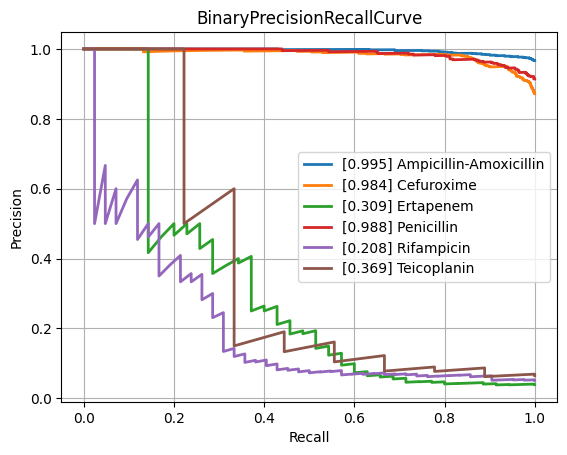 BinaryPrecisionRecallCurve
1.0
0.8
0.6
0.4
0.2
0.0
Precision
[0.995] Ampicillin-Amoxicillin
[0.984] Cefuroxime
[0.309] Ertapenem
[0.988] Penicillin
[0.208] Rifampicin
[0.369] Teicoplanin
0.0 0.2 0.4 0.6 0.8 1.0
Recall